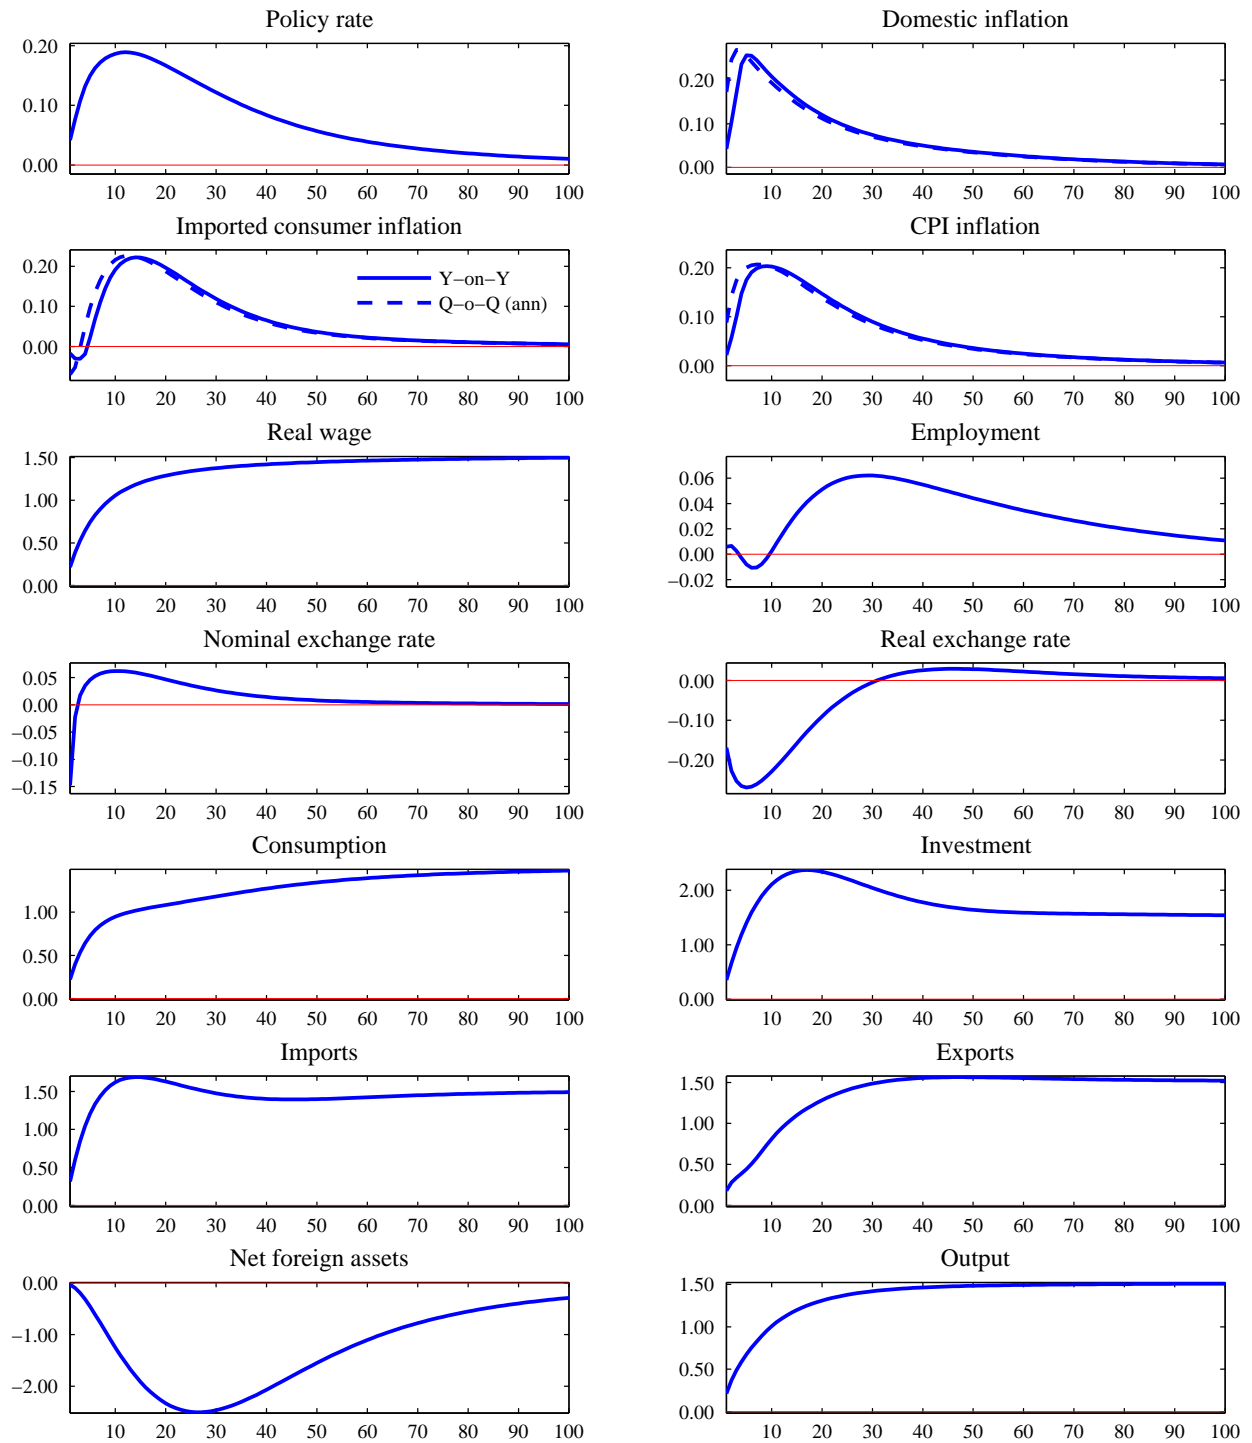 Policy rate
0.20
0.10
0.00
10 20 30 40 50 60 70 80 90 100
Domestic inflation
0.20
0.10
0.00
10 20 30 40 50 60 70 80 90 100
Imported consumer inflation
0.20
0.10
0.00
Y−on−Y
Q−o−Q (ann)
10 20 30 40 50 60 70 80 90 100
CPI inflation
0.20
0.10
0.00
10 20 30 40 50 60 70 80 90 100
Real wage
1.50
1.00
0.50
0.00
10 20 30 40 50 60 70 80 90 100
Employment
0.06
0.04
0.02
0.00
−0.02
10 20 30 40 50 60 70 80 90 100
Nominal exchange rate
0.05
0.00
−0.05
−0.10
−0.15
10 20 30 40 50 60 70 80 90 100
Real exchange rate
0.00
−0.10
−0.20
10 20 30 40 50 60 70 80 90 100
Consumption
1.00
0.50
0.00
10 20 30 40 50 60 70 80 90 100
Investment
2.00
1.00
0.00
10 20 30 40 50 60 70 80 90 100
Imports
1.50
1.00
0.50
0.00
10 20 30 40 50 60 70 80 90 100
Exports
1.50
1.00
0.50
0.00
10 20 30 40 50 60 70 80 90 100
Net foreign assets
0.00
−1.00
−2.00
10 20 30 40 50 60 70 80 90 100
Output
1.50
1.00
0.50
0.00
10 20 30 40 50 60 70 80 90 100